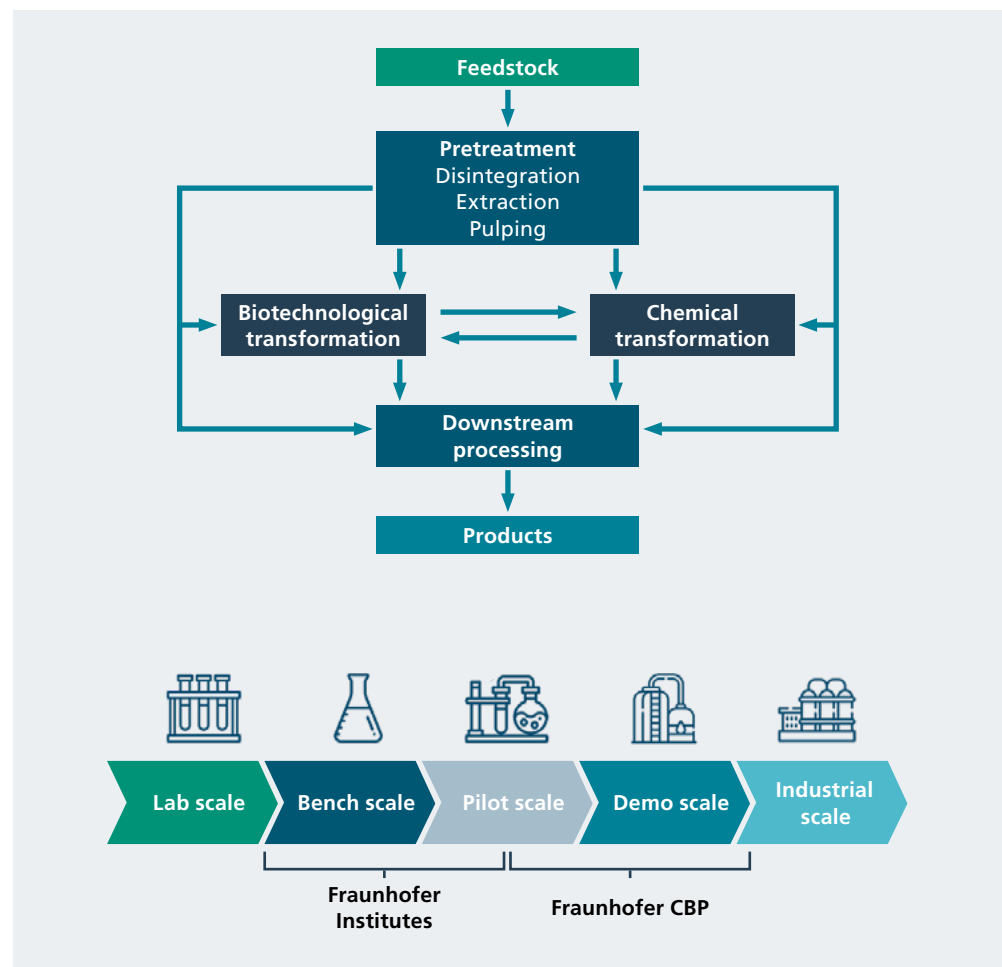 Feedstock
Pretreatment
Disintegration
Extraction
Pulping
Biotechnological
transformation
Chemical
transformation
Downstream
processing
Products
Lab scale
Bench scale
Pilot scale
Demo scale
Industrial
scale
Fraunhofer
Institutes
Fraunhofer CBP